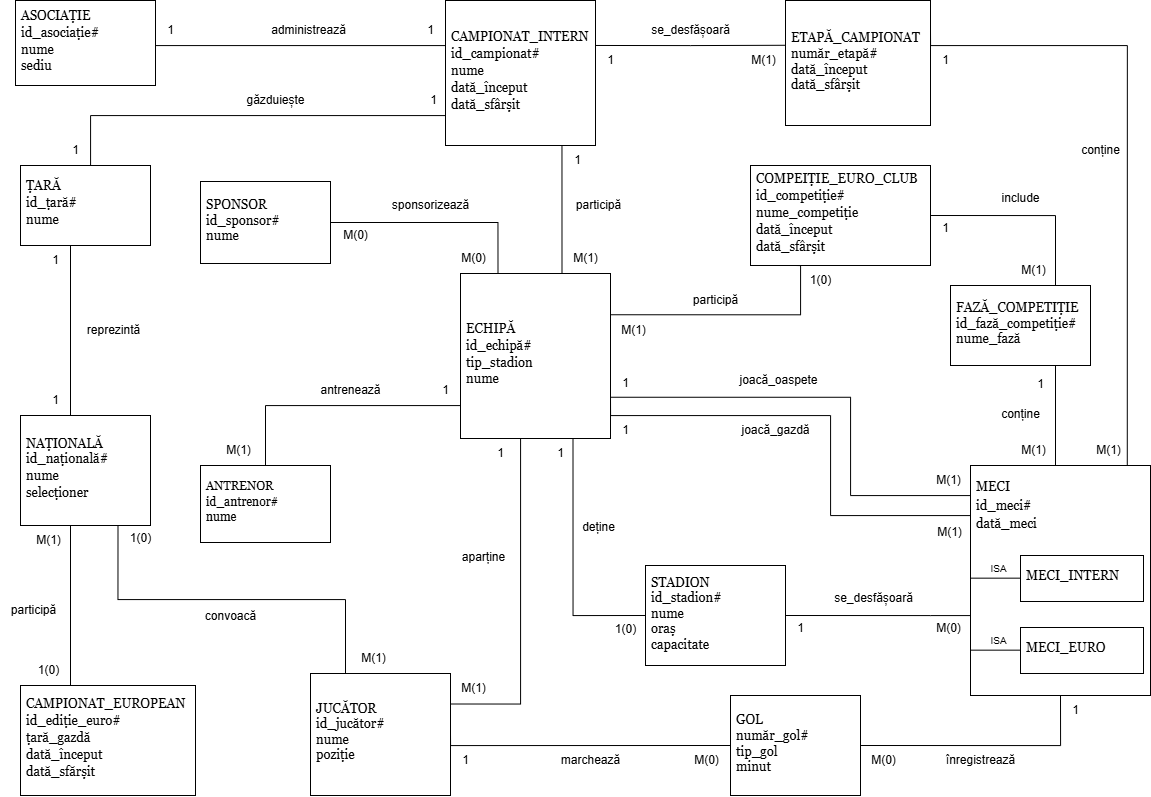 ASOCIAȚIE
id_asociație#
nume
sediu
1
administrează
1
CAMPIONAT_INTERN
id_campionat#
nume
dată_început
dată_sfârșit
se_desfășoară
1
M(1)
ETAPĂ_CAMPIONAT
număr_etapă#
dată_început
dată_sfârșit
1
conține
găzduiește
1
1
ȚARĂ
id_țară#
nume
1
SPONSOR
id_sponsor#
nume
sponsorizează
M(0)
M(0)
1
participă
M(1)
COMPEIȚIE_EURO_CLUB
id_competiție#
nume_competiție
dată_început
dată_sfârșit
include
1
M(1)
1(0)
participă
M(1)
FAZĂ_COMPETIȚIE
id_fază_competiție#
nume_fază
1
conține
M(1)
M(1)
ECHIPĂ
id_echipă#
tip_stadion
nume
reprezintă
1
antrenează
1
M(1)
1
joacă_oaspete
joacă_gazdă
1
M(1)
M(1)
NAȚIONALĂ
id_națională#
nume
selecționer
ANTRENOR
id_antrenor#
nume
1
1
deține
aparține
MECI
id_meci#
dată_meci
ISA
MECI_INTERN
ISA
MECI_EURO
M(1)
1(0)
participă
convoacă
1(0)
M(1)
STADION
id_stadion#
nume
oraș
capacitate
1(0)
se_desfășoară
1
M(0)
CAMPIONAT_EUROPEAN
id_ediție_euro#
țară_gazdă
dată_început
dată_sfărșit
JUCĂTOR
id_jucător#
nume
poziție
M(1)
1
marchează
M(0)
GOL
număr_gol#
tip_gol
minut
M(0)
înregistrează
1